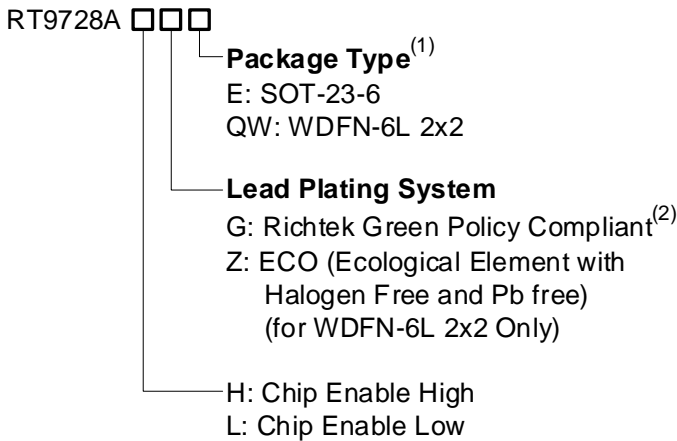 RT9728A □□□
Package Type(1)
E: SOT-23-6
QW: WDFN-6L 2x2
Lead Plating System
G: Richtek Green Policy Compliant(2)
Z: ECO (Ecological Element with
Halogen Free and Pb free)
(for WDFN-6L 2x2 Only)
H: Chip Enable High
L: Chip Enable Low